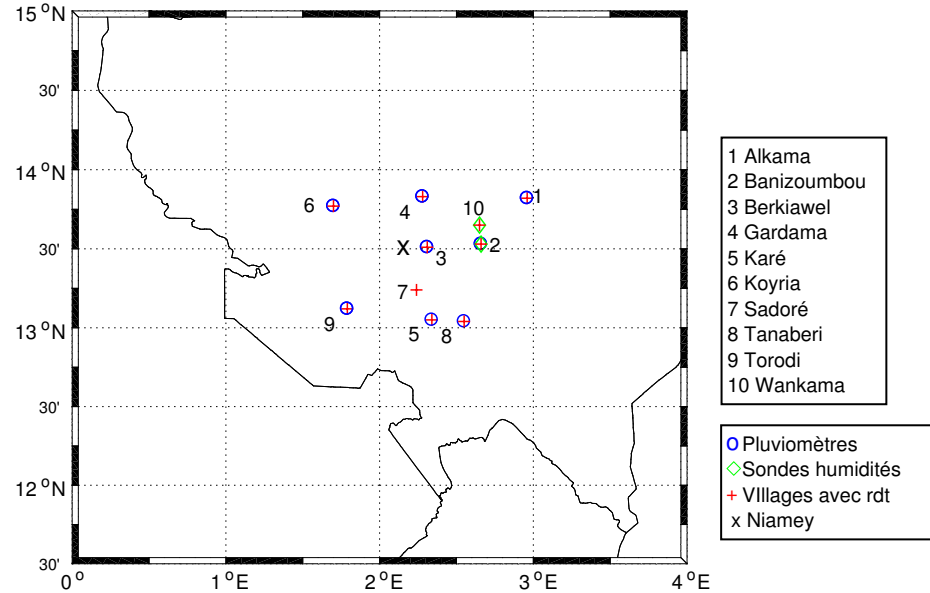 15°N
30'
14°N
30'
13°N
30'
12°N
30'
0°
1°E
2°E
3°E
4°E
6
4
10
1
X
3
2
7
9
5
8
1 Alkama
2 Banizoumbou
3 Berkiawel
4 Gardama
5 Karé
6 Koyria
7 Sadoré
8 Tanaberi
9 Torodi
10 Wankama
Pluviomètres
Sondes humidités
VIllages avec rdt
x Niamey